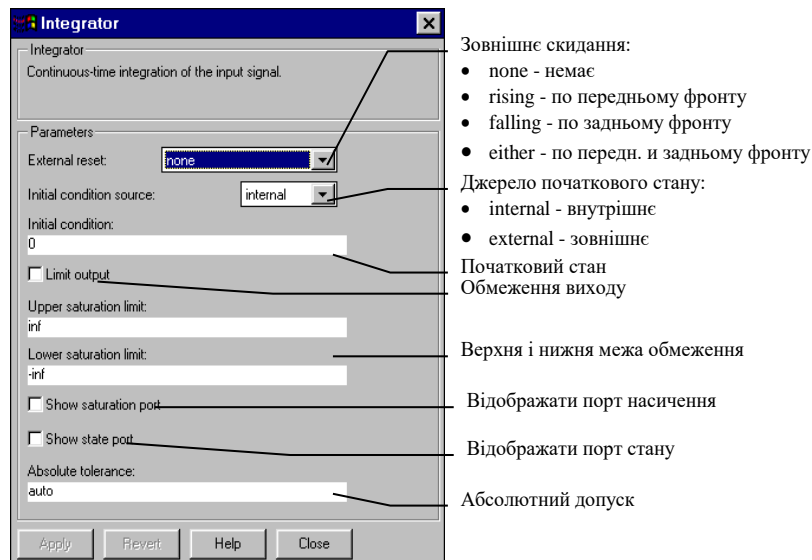 Integrator
Integrator
Continuous-time integration of the input signal.
Parameters
External reset:
none
Initial condition source:
internal
Initial condition:
0
Limit output
Upper saturation limit:
inf
Lower saturation limit:
-inf
Show saturation port
Show state port
Absolute tolerance:
auto
Apply
Revert
Help
Close
Зовнішнє скидання:
• none - немає
• rising - по передньому фронту
• falling - по задньому фронту
• either - по передн. и задньому фронту
Джерело початкового стану:
• internal - внутрішнє
• external - зовнішнє
Початковий стан
Обмеження виходу
Верхня і нижня межа обмеження
Відображати порт насичення
Відображати порт стану
Абсолютний допуск